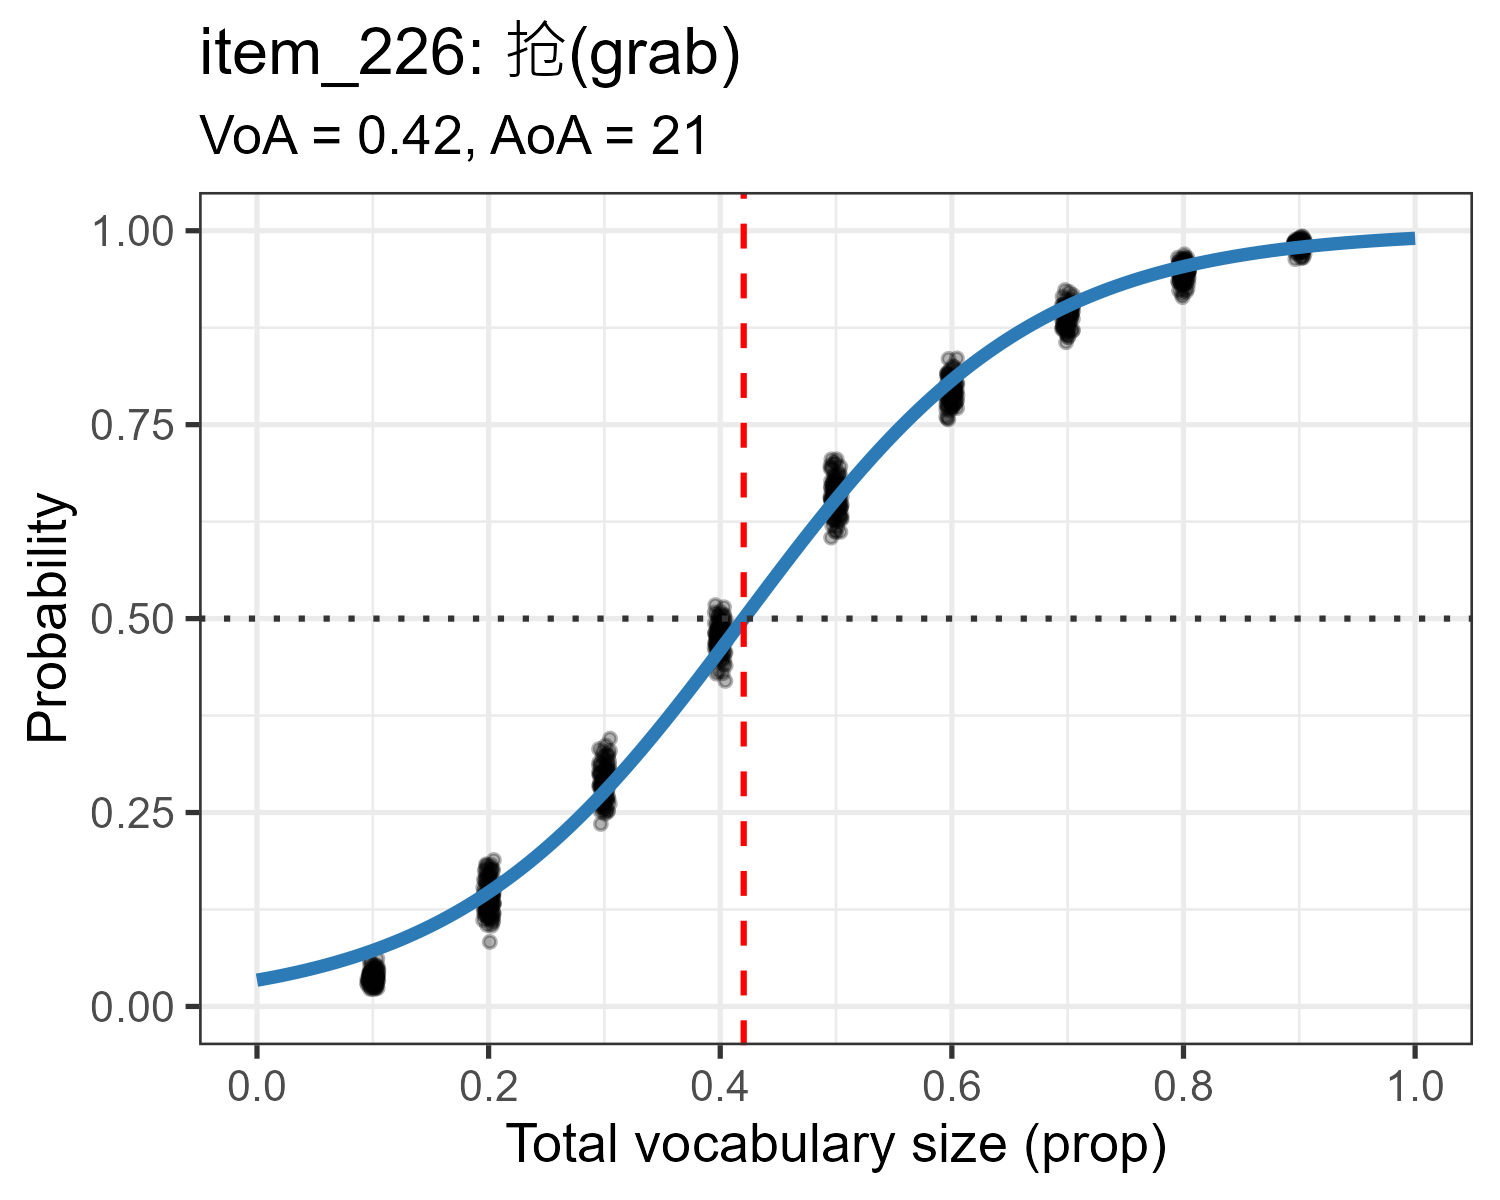 item_226: 抢(grab)
VoA = 0.42, AoA = 21
1.00
0.75
0.50
0.25
0.00
Probability
0.0 0.2 0.4 0.6 0.8 1.0
Total vocabulary size (prop)